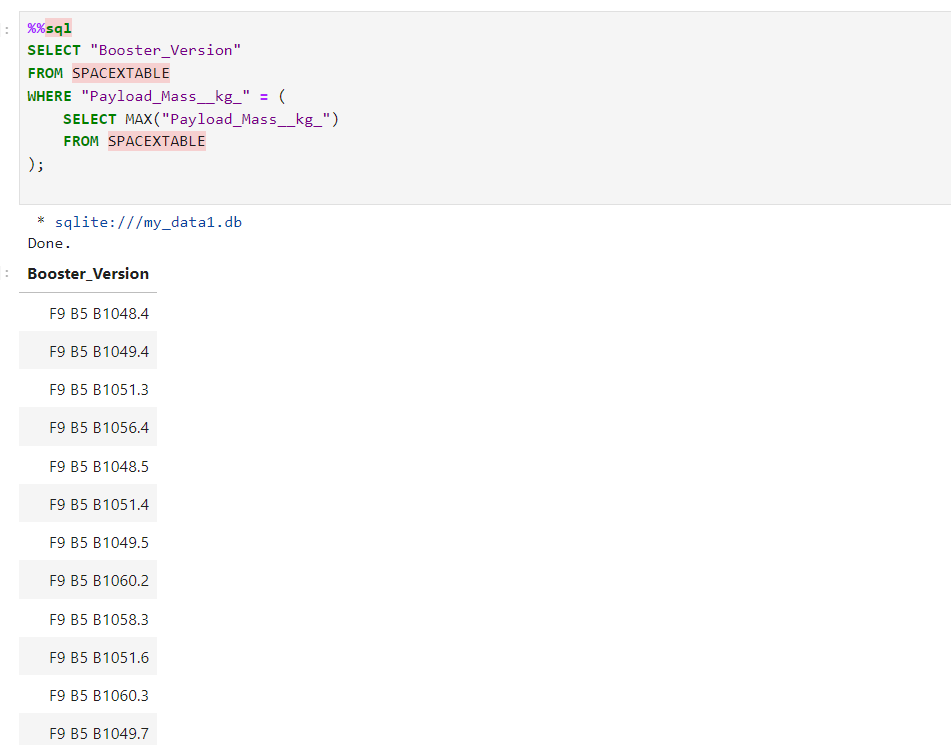 :
%%sql
SELECT "Booster_Version"
FROM SPACEXTABLE
WHERE "Payload_Mass__kg_" = (
    SELECT MAX("Payload_Mass__kg_")
    FROM SPACEXTABLE
);
* sqlite:///my_data1.db
Done.
:
Booster_Version
F9 B5 B1048.4
F9 B5 B1049.4
F9 B5 B1051.3
F9 B5 B1056.4
F9 B5 B1048.5
F9 B5 B1051.4
F9 B5 B1049.5
F9 B5 B1060.2
F9 B5 B1058.3
F9 B5 B1051.6
F9 B5 B1060.3
F9 B5 B1049.7